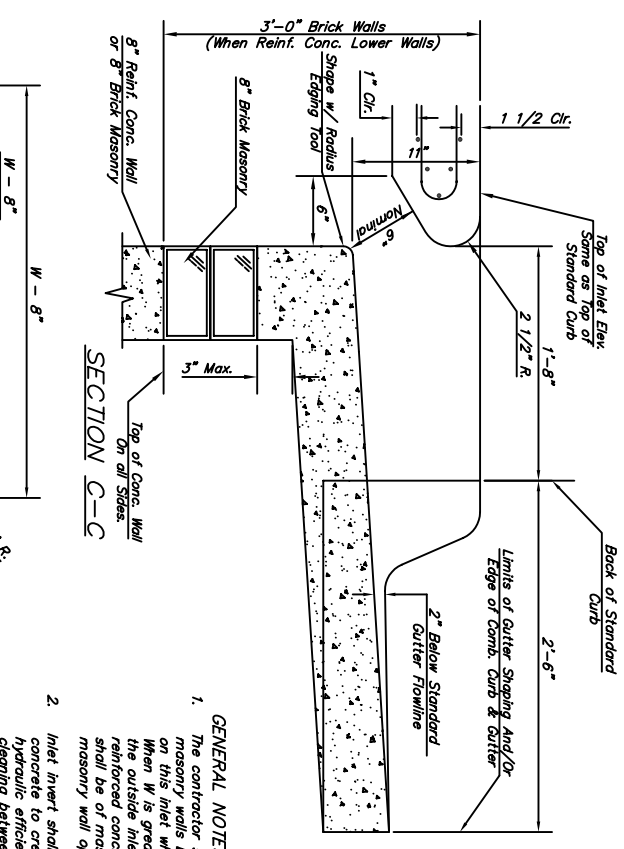 3'-0" Brick Walls
(When Reinf. Conc. Lower Walls)
8" Reinf. Conc. Wall
or 8" Brick Masonry
8" Brick Masonry
Shape w/ Radius
Edging Tool
1" Clr.
1 1/2 Clr.
11"
6"
6"
Nominal
Top of Inlet Elev.
Same as Top of
Standard Curb
2 1/2" R.
1'-8"
Back of Standard
Curb
2'-6"
Limits of Gutter Shaping And/Or
Edge of Comb. Curb & Gutter
2" Below Standard
Gutter Flowline
3" Max.
Top of Conc. Wall
On all Sides.
SECTION C-C
W - 8"
W - 8"
R.
GENERAL NOTE
1. The contractor
masonry walls
on this inlet
When W is
the outside inle
reinforced conc
shall be of mas
masonry wall
2. Inlet invert shal
concrete to cre
hydraulic efficie
cleaning between